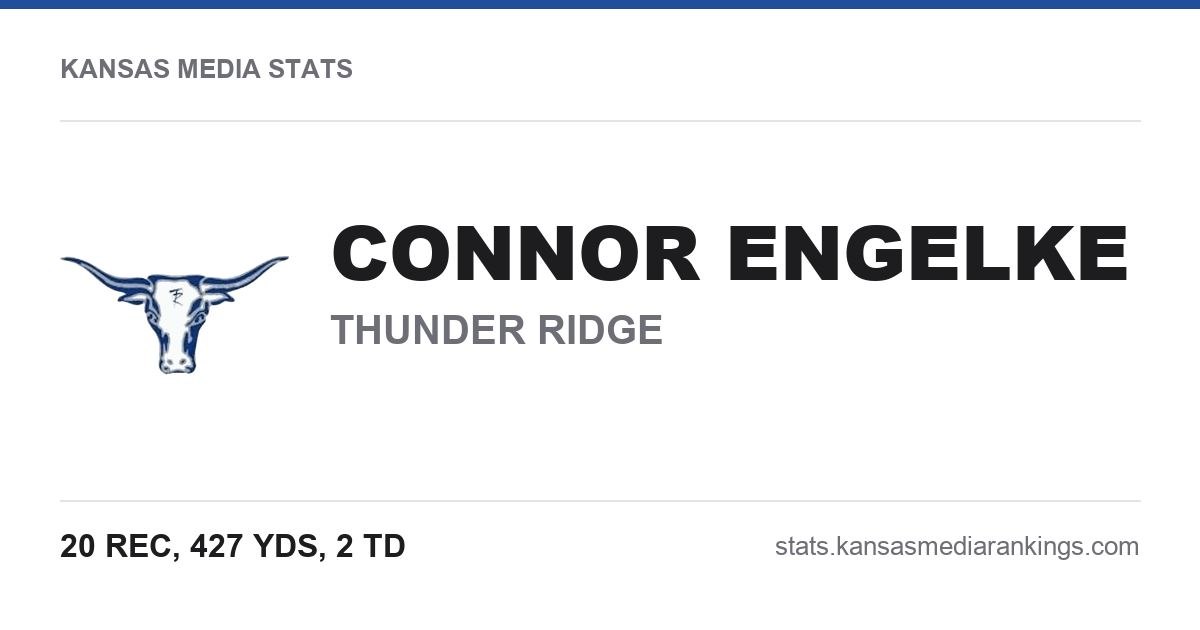 KANSAS MEDIA STATS
CONNOR ENGELKE
THUNDER RIDGE
20 REC, 427 YDS, 2 TD
stats.kansasmediarankings.com